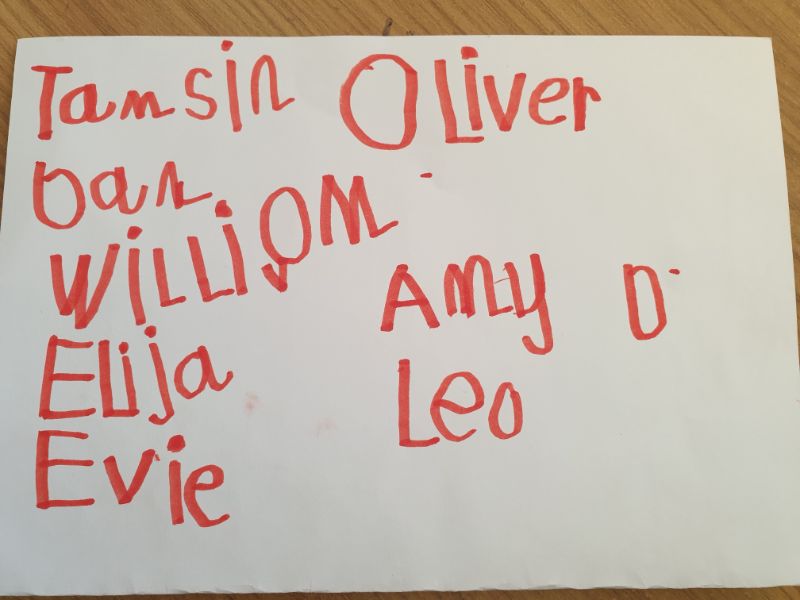 Tamsin Oliver
Dan
William
Amy D
Elija
Leo
Evie